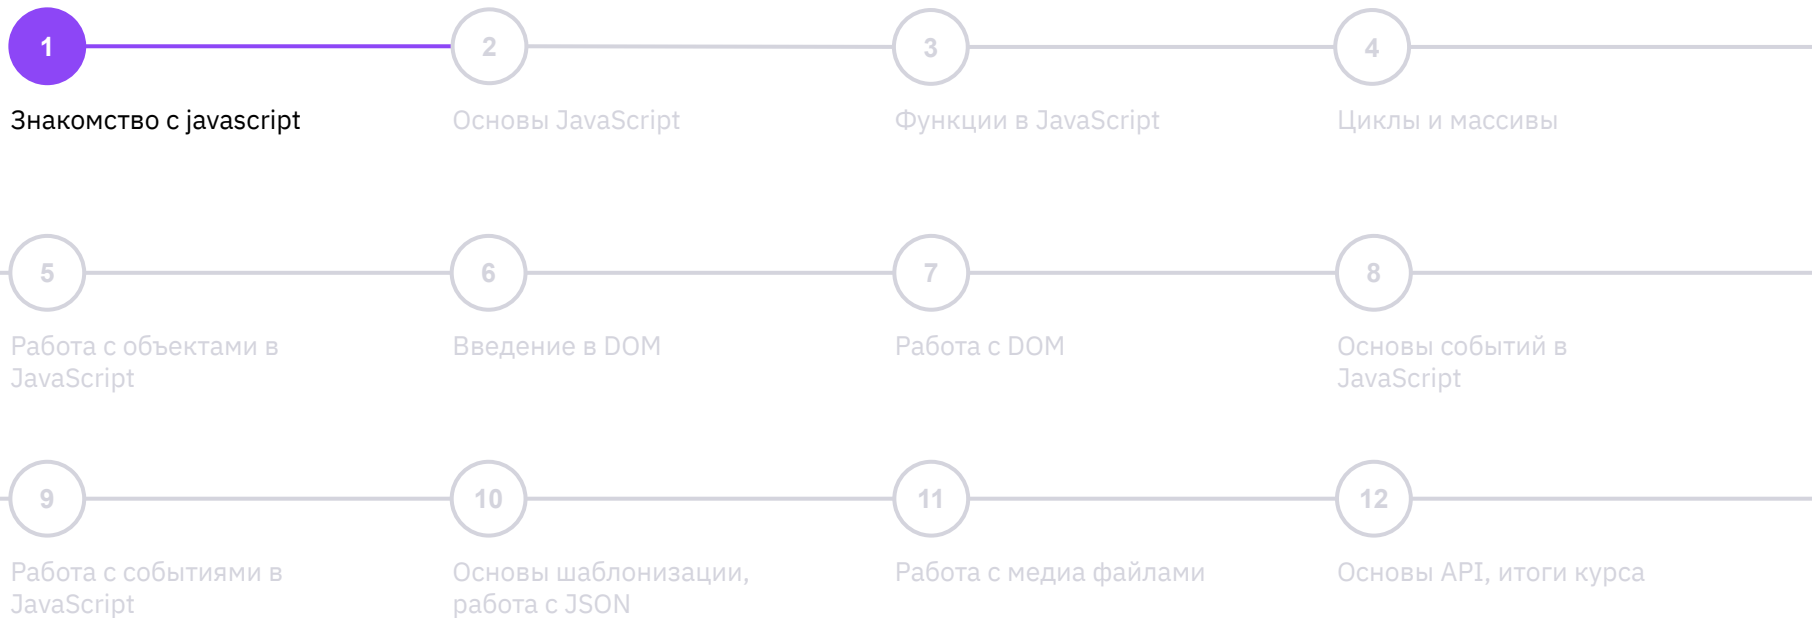 1
2
3
4
Знакомство с javascript
Основы JavaScript
Функции в JavaScript
Циклы и массивы
5
6
7
8
Работа с объектами в
JavaScript
Введение в DOM
Работа с DOM
Основы событий в
JavaScript
9
10
11
12
Работа с событиями в
JavaScript
Основы шаблонизации,
работа с JSON
Работа с медиа файлами
Основы API, итоги курса